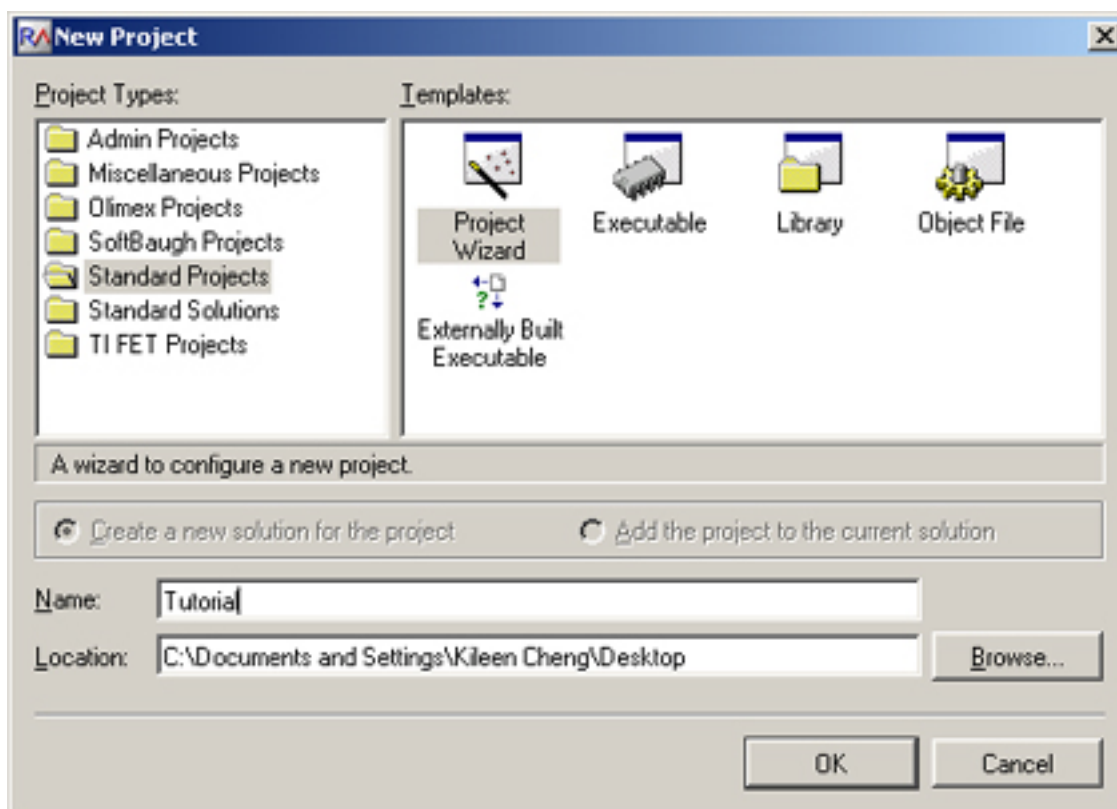 RA New Project
Project Types:
Templates:
Admin Projects
Miscellaneous Projects
Olimex Projects
SoftBaugh Projects
Standard Projects
Standard Solutions
TI FET Projects
Project
Wizard
Executable
Library
Object File
Externally Built
Executable
A wizard to configure a new project.
Create a new solution for the project
Add the project to the current solution
Name:
Tutorial
Location:
C:\Documents and Settings\Kileen Cheng\Desktop
Browse...
OK
Cancel